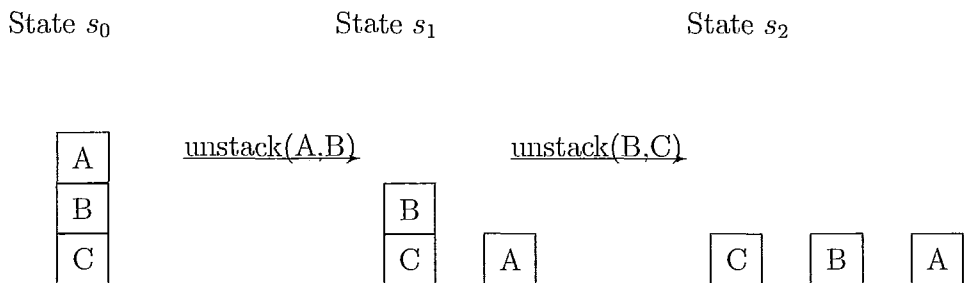 State s₀ State s₁ State s₂
A unstack(A,B) unstack(B,C)
B B
C C A C B A